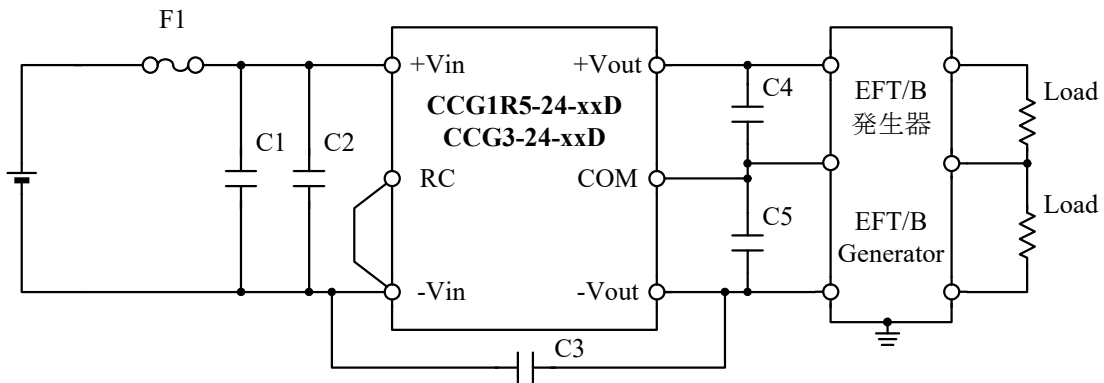 F1
+Vin
+Vout
CCG1R5-24-xxD
CCG3-24-xxD
C1
C2
RC
COM
-Vin
-Vout
C3
C4
C5
EFT/B
発生器
EFT/B
Generator
Load
Load